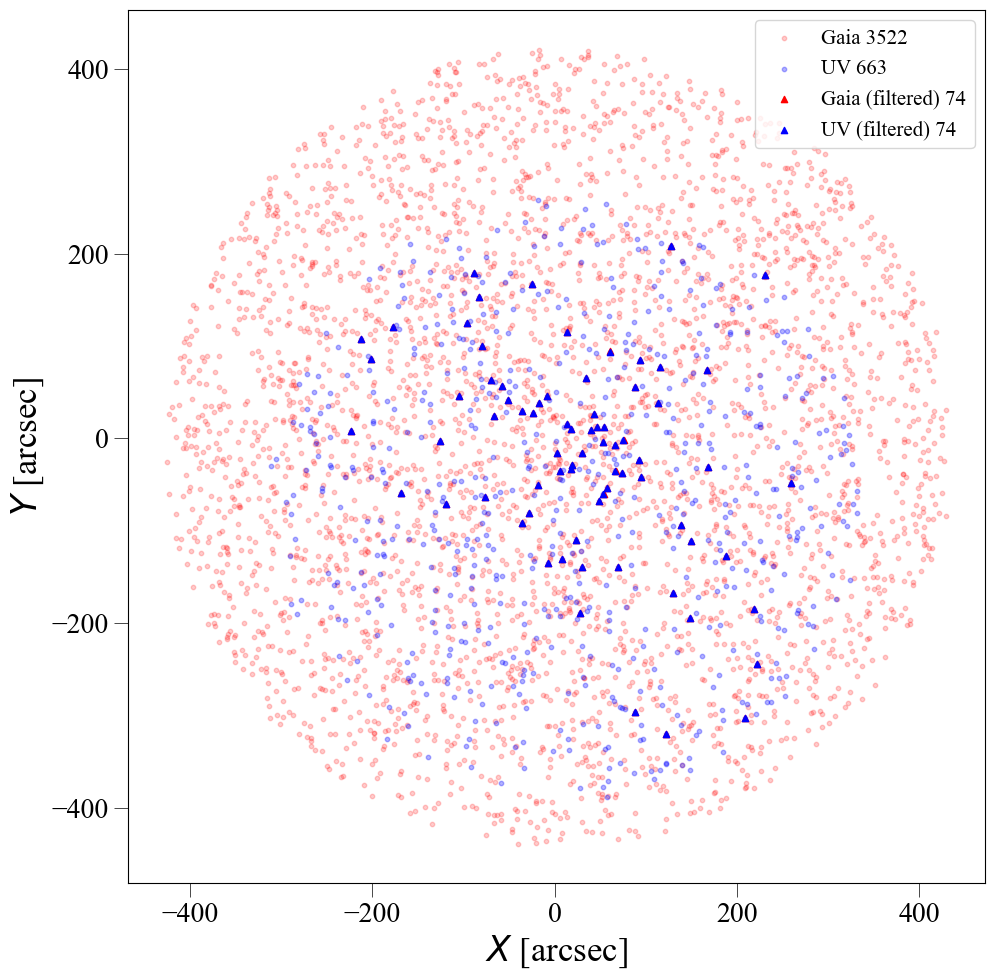 Gaia 3522
UV 663
Gaia (filtered) 74
UV (filtered) 74
400
200
0
−200
−400
Y [arcsec]
−400 −200 0 200 400
X [arcsec]